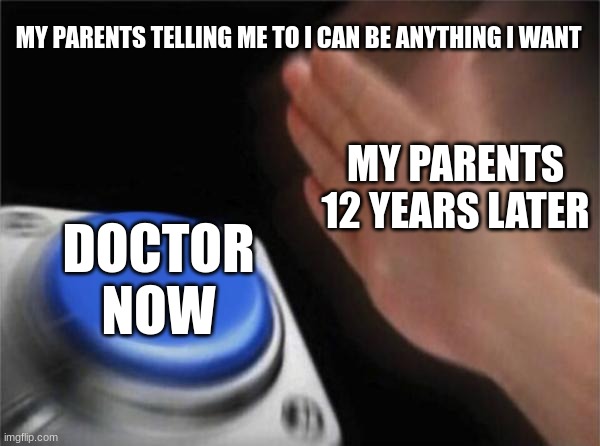 MY PARENTS TELLING ME TO I CAN BE ANYTHING I WANT
MY PARENTS
12 YEARS LATER
DOCTOR
NOW
imgflip.com